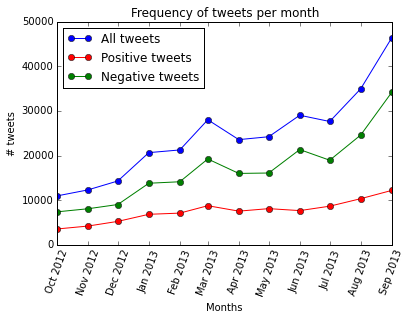 Frequency of tweets per month
50000
40000
30000
20000
10000
0
# tweets
All tweets
Positive tweets
Negative tweets
Oct 2012
Nov 2012
Dec 2012
Jan 2013
Feb 2013
Mar 2013
Apr 2013
May 2013
Jun 2013
Jul 2013
Aug 2013
Sep 2013
Months